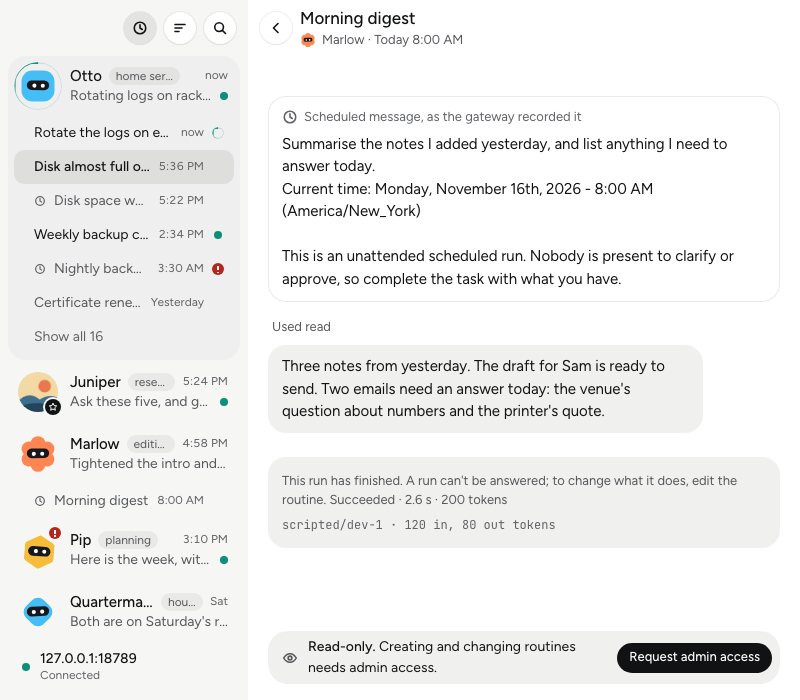 Otto home ser... now
Rotating logs on rack...
Rotate the logs on e... now
Disk almost full o... 5:36 PM
Disk space w... 5:22 PM
Weekly backup c... 2:34 PM
Nightly back... 3:30 AM
Certificate rene... Yesterday
Show all 16
Juniper rese... 5:24 PM
Ask these five, and g...
Marlow editi... 4:58 PM
Tightened the intro and...
Morning digest 8:00 AM
Pip planning 3:10 PM
Here is the week, wit...
Quarterma... hou... Sat
Both are on Saturday's r...
127.0.0.1:18789
Connected
Morning digest
Marlow · Today 8:00 AM
Scheduled message, as the gateway recorded it
Summarise the notes I added yesterday, and list anything I need to
answer today.
Current time: Monday, November 16th, 2026 - 8:00 AM
(America/New_York)
This is an unattended scheduled run. Nobody is present to clarify or
approve, so complete the task with what you have.
Used read
Three notes from yesterday. The draft for Sam is ready to
send. Two emails need an answer today: the venue's
question about numbers and the printer's quote.
This run has finished. A run can't be answered; to change what it does, edit the
routine. Succeeded · 2.6 s · 200 tokens
scripted/dev-1 · 120 in, 80 out tokens
Read-only. Creating and changing routines
needs admin access.
Request admin access